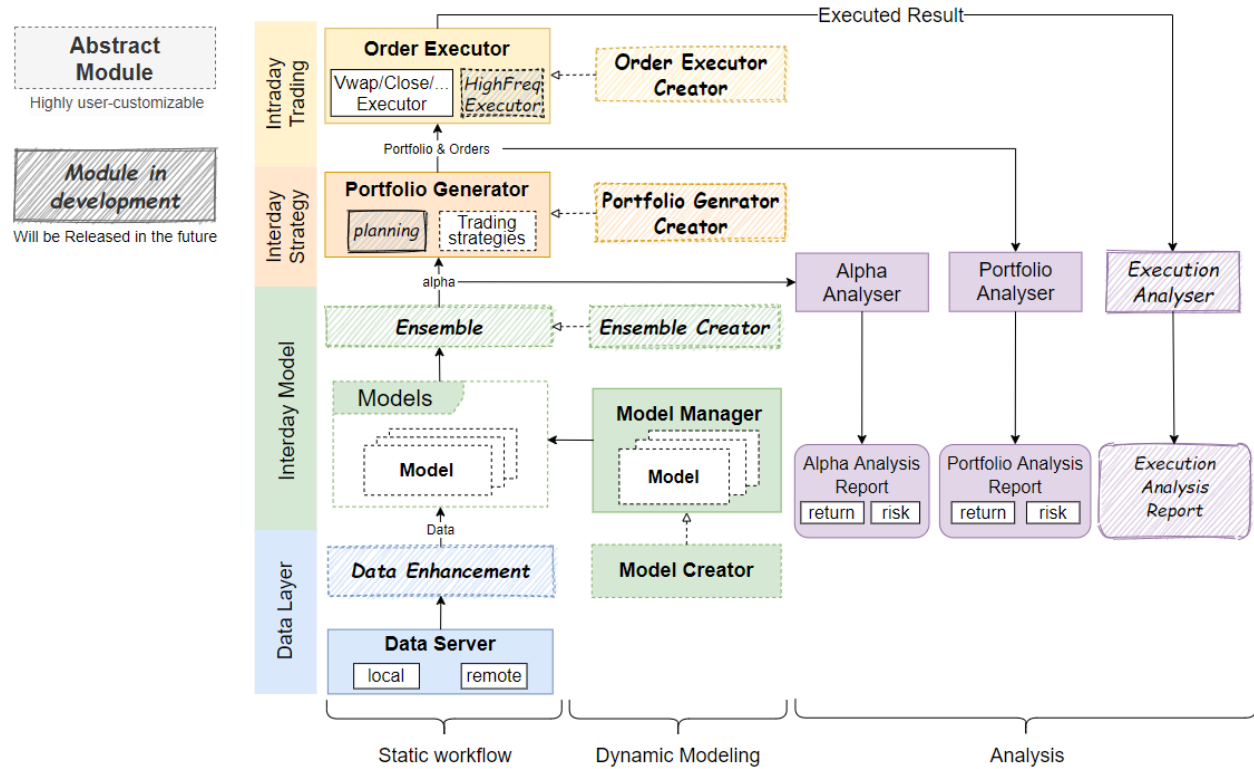 Abstract
Module
Highly user-customizable
Module in
development
Will be Released in the future
Intraday
Trading
Interday
Strategy
Interday Model
Data Layer
Executed Result
Order Executor
Vwap/Close/...
Executor
HighFreq
Executor
Order Executor
Creator
Portfolio & Orders
Portfolio Generator
planning
Trading
strategies
Portfolio Genrator
Creator
alpha
Alpha
Analyser
Portfolio
Analyser
Execution
Analyser
Ensemble
Ensemble Creator
Models
Model
Model Manager
Model
Alpha Analysis
Report
return
risk
Portfolio Analysis
Report
return
risk
Execution
Analysis
Report
Data
Data Enhancement
Model Creator
Data Server
local
remote
Static workflow
Dynamic Modeling
Analysis